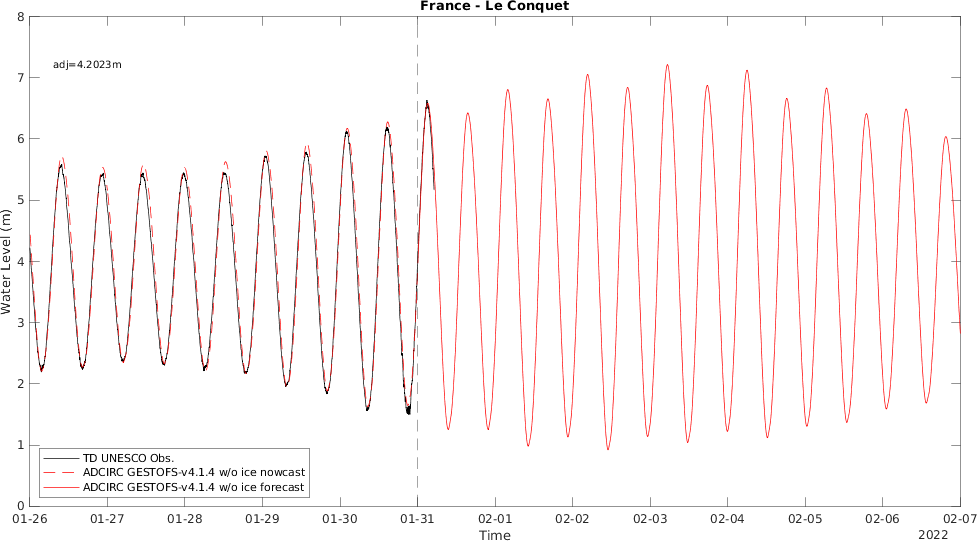 France - Le Conquet
8
7
6
5
4
3
2
1
0
adj=4.2023m
Water Level (m)
TD UNESCO Obs.
ADCIRC GESTOFS-v4.1.4 w/o ice nowcast
ADCIRC GESTOFS-v4.1.4 w/o ice forecast
01-26 01-27 01-28 01-29 01-30 01-31 02-01 02-02 02-03 02-04 02-05 02-06 02-07
Time
2022